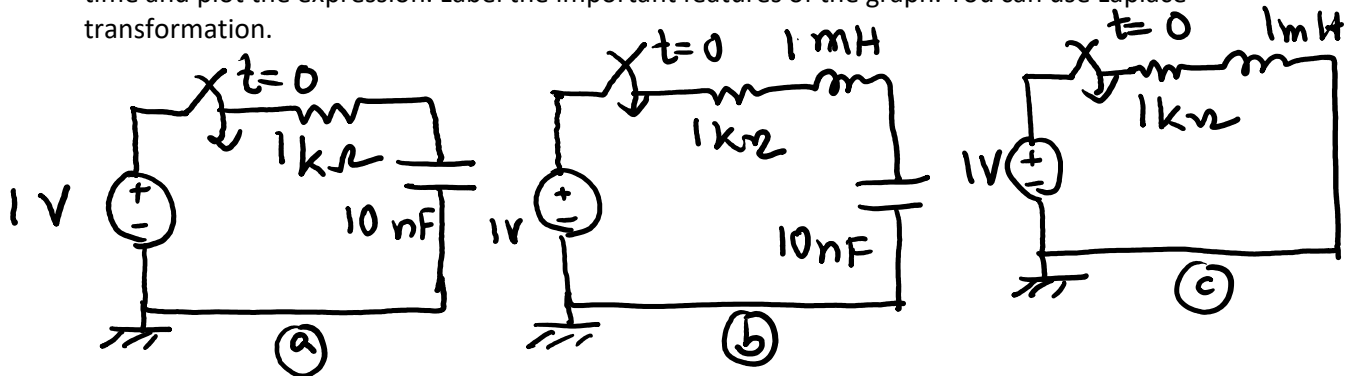 time and plot the expression. Label the important features of the graph. You can use Laplace
transformation.
t=0
1kΩ
1 V
+
-
10 nF
a
t=0 1 mH
1kΩ
1V
+
-
10nF
b
t=0 1mH
1kΩ
1V
+
-
c